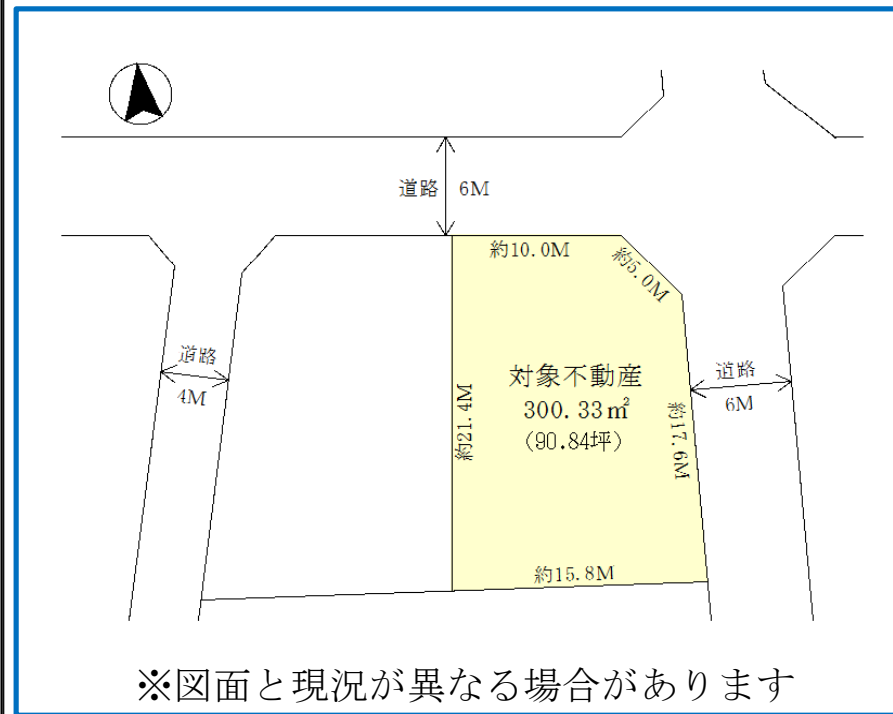 道路 6M
約10.0M
約5.0M
道路
4M
対象不動産
300.33㎡
(90.84坪)
約21.4M
約17.6M
道路
6M
約15.8M
※図面と現況が異なる場合があります